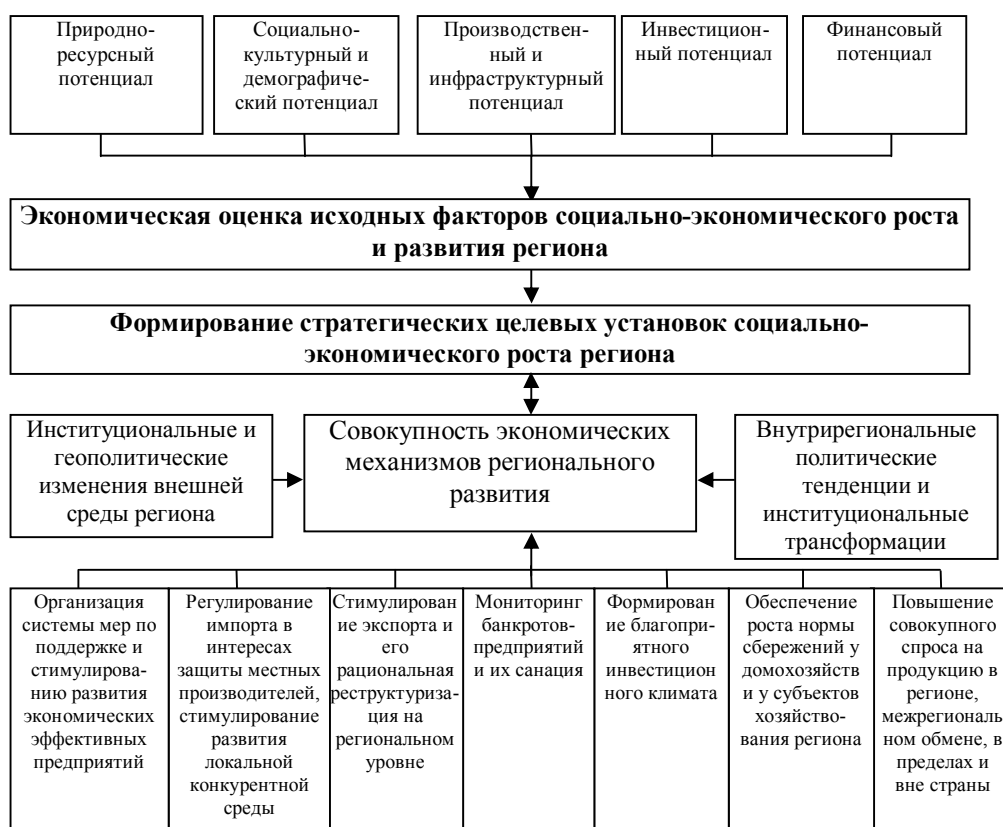 Природно-
ресурсный
потенциал
Социально-
культурный и
демографиче-
ский потенциал
Производствен-
ный и
инфраструктурный
потенциал
Инвестицион-
ный потенциал
Финансовый
потенциал
Экономическая оценка исходных факторов социально-экономического роста
и развития региона
Формирование стратегических целевых установок социально-
экономического роста региона
Институциональные и
геополитические
изменения внешней
среды региона
Совокупность экономических
механизмов регионального
развития
Внутрирегиональные
политические
тенденции и
институциональные
трансформации
Организация
системы мер по
поддержке и
стимулирова-
нию развития
экономических
эффективных
предприятий
Регулирование
импорта в
интересах
защиты местных
производителей,
стимулирование
развития
локальной
конкурентной
среды
Стимулирован
ие экспорта и
его
рациональная
реструктуриза-
ция на
региональном
уровне
Мониторинг
банкротов-
предприятий
и их санация
Формирован
ие благопри-
ятного
инвестицион
ного климата
Обеспечение
роста нормы
сбережений у
домохозяйств
и у субъектов
хозяйство-
вания региона
Повышение
совокупного
спроса на
продукцию в
регионе,
межрегиональ
ном обмене, в
пределах и
вне страны